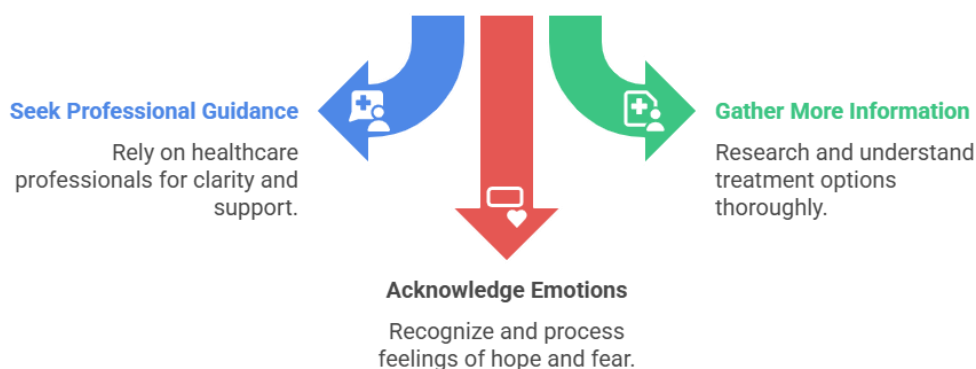 Seek Professional Guidance
Rely on healthcare
professionals for clarity and
support.
Acknowledge Emotions
Recognize and process
feelings of hope and fear.
Gather More Information
Research and understand
treatment options
thoroughly.